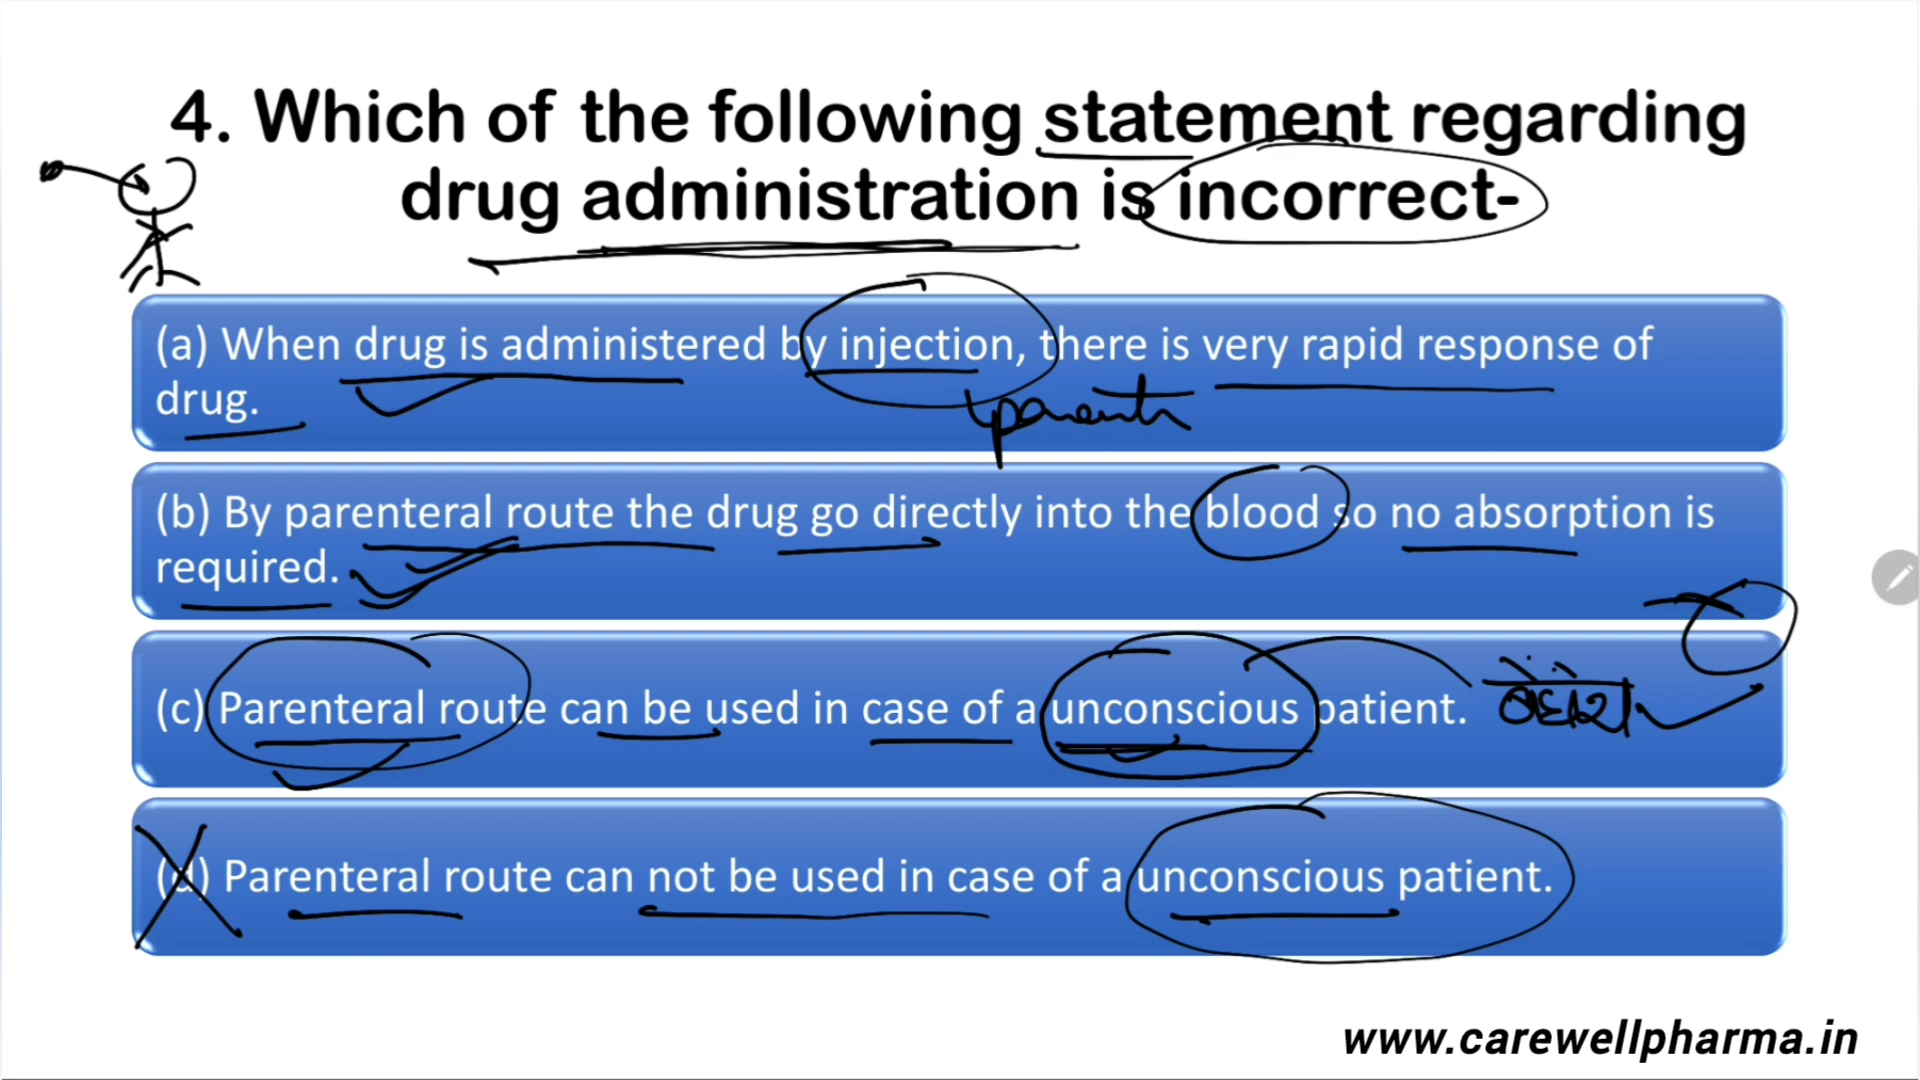 4. Which of the following statement regarding
drug administration is incorrect-
(a) When drug is administered by injection, there is very rapid response of
drug.
(b) By parenteral route the drug go directly into the blood so no absorption is
required.
(c) Parenteral route can be used in case of a unconscious patient.
(d) Parenteral route can not be used in case of a unconscious patient.
www.carewellpharma.in